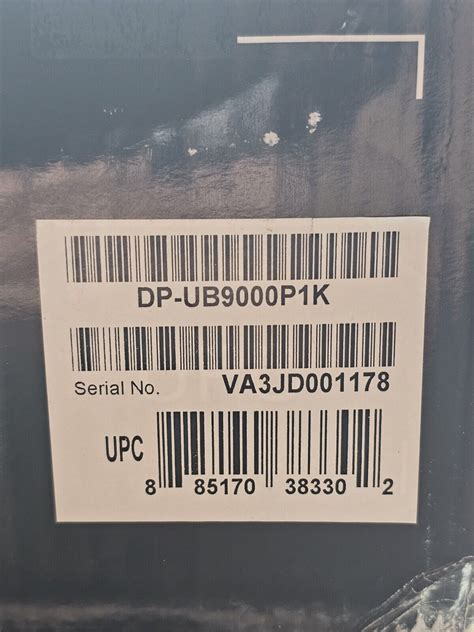 DP-UB9000P1K
Serial No. VA3JD001178
UPC
8 85170 38330 2